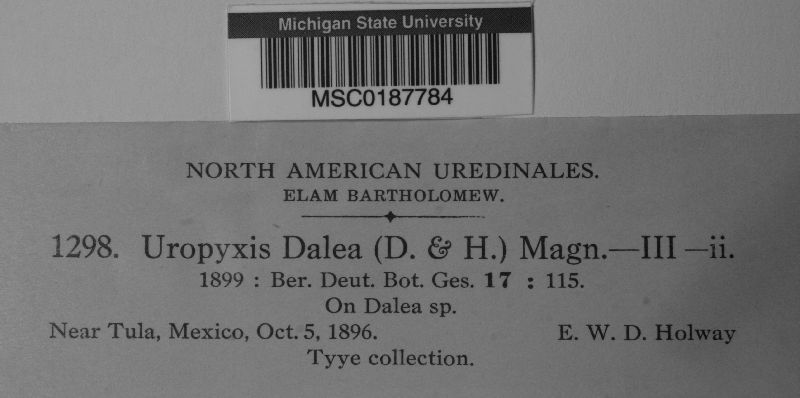 Michigan State University
MSC0187784
NORTH AMERICAN UREDINALES.
ELAM BARTHOLOMEW.
1298. Uropyxis Dalea (D. & H.) Magn.—III—ii.
1899 : Ber. Deut. Bot. Ges. 17 : 115.
On Dalea sp.
Near Tula, Mexico, Oct. 5, 1896. E. W. D. Holway
Tyye collection.